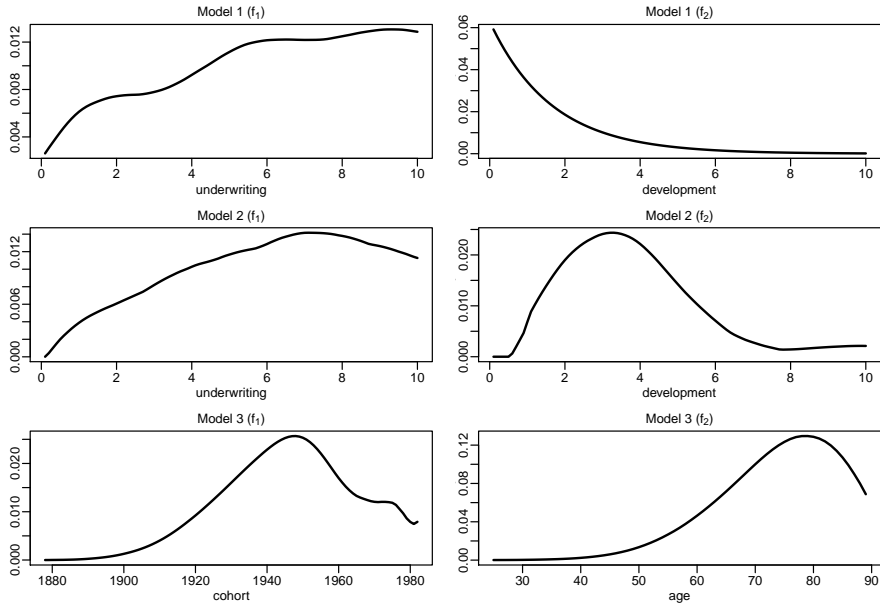 Model 1 (f₁)
0.004 0.008 0.012
0 2 4 6 8 10
underwriting
Model 1 (f₂)
0.00 0.02 0.04 0.06
0 2 4 6 8 10
development
Model 2 (f₁)
0.000 0.006 0.012
0 2 4 6 8 10
underwriting
Model 2 (f₂)
0.000 0.010 0.020
0 2 4 6 8 10
development
Model 3 (f₁)
0.000 0.010 0.020
1880 1900 1920 1940 1960 1980
cohort
Model 3 (f₂)
0.00 0.04 0.08 0.12
30 40 50 60 70 80 90
age